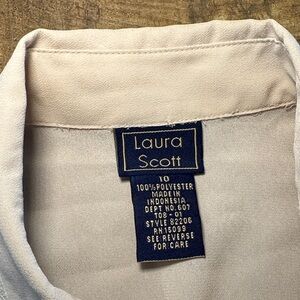 Laura
Scott
10
100% POLYESTER
MADE IN
INDONESIA
DEPT NO. 607
TOB - 01
STYLE 82206
RN 15099
SEE REVERSE
FOR CARE